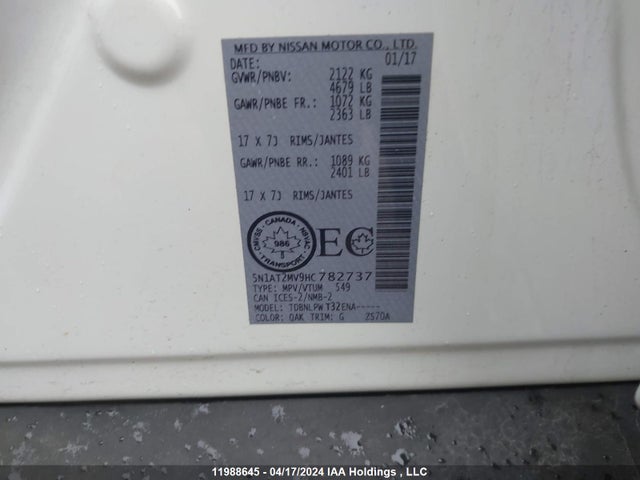 MFD BY NISSAN MOTOR CO., LTD.
DATE: 01/17
GVWR/PNBV: 2122 KG
4679 LB
GAWR/PNBE FR.: 1072 KG
2363 LB
17 X 7J RIMS/JANTES
GAWR/PNBE RR.: 1089 KG
2401 LB
17 X 7J RIMS/JANTES
CANADA
CMVSS NSVAC
986
EC
5N1AT2MV9HC782737
TYPE: MPV/VTUM 549
CAN ICES-2/NMB-2
MODEL: TDBNLPW T32ENA-----
COLOR: QAK TRIM: G 2570A
11988645 - 04/17/2024 IAA Holdings , LLC